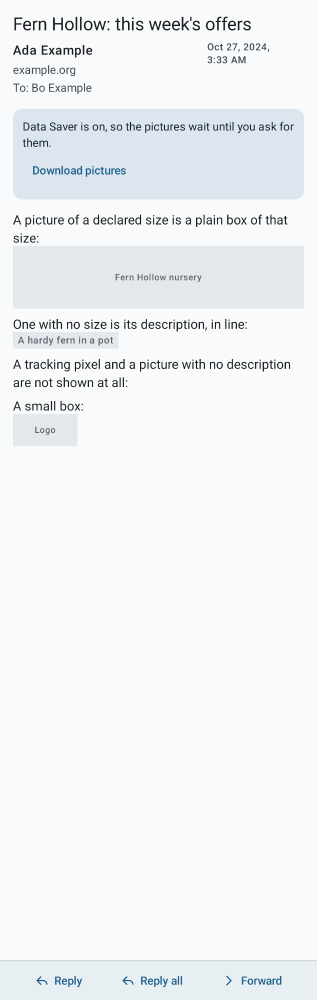 Fern Hollow: this week's offers
Ada Example
Oct 27, 2024,
3:33 AM
example.org
To: Bo Example
Data Saver is on, so the pictures wait until you ask for
them.
Download pictures
A picture of a declared size is a plain box of that
size:
Fern Hollow nursery
One with no size is its description, in line:
A hardy fern in a pot
A tracking pixel and a picture with no description
are not shown at all:
A small box:
Logo
Reply
Reply all
Forward